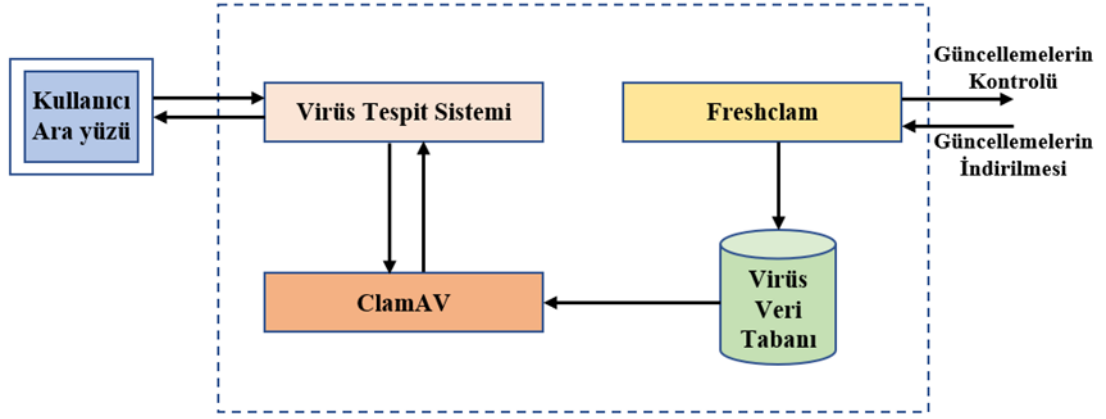 Kullanıcı
Ara yüzü
Virüs Tespit Sistemi
Freshclam
Güncellemelerin
Kontrolü
Güncellemelerin
İndirilmesi
ClamAV
Virüs
Veri
Tabanı